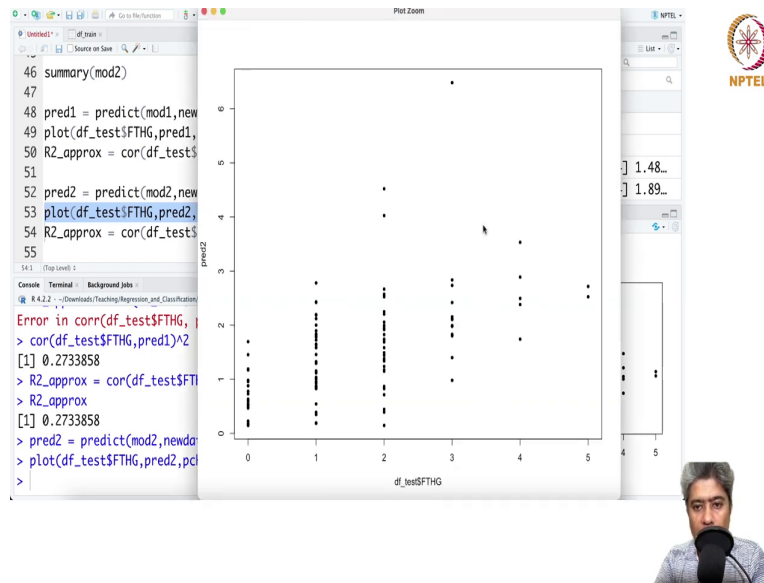 Go to file/function
Plot Zoom
NPTEL
Untitled1*
df_train
Source on Save
List
NPTEL
46 summary(mod2)
47
48 pred1 = predict(mod1,new
49 plot(df_test$FTHG,pred1,
50 R2_approx = cor(df_test$
51
52 pred2 = predict(mod2,new
53 plot(df_test$FTHG,pred2,
54 R2_approx = cor(df_test$
55
54:1 (Top Level)
] 1.48…
] 1.89…
Console Terminal Background Jobs
R 4.2.2 · ~/Downloads/Teaching/Regression_and_Classification/
Error in corr(df_test$FTHG, p
> cor(df_test$FTHG,pred1)^2
[1] 0.2733858
> R2_approx = cor(df_test$FTH
> R2_approx
[1] 0.2733858
> pred2 = predict(mod2,newda
> plot(df_test$FTHG,pred2,pc
>
pred2
6
5
4
3
2
1
0
0 1 2 3 4 5
df_test$FTHG
4 5